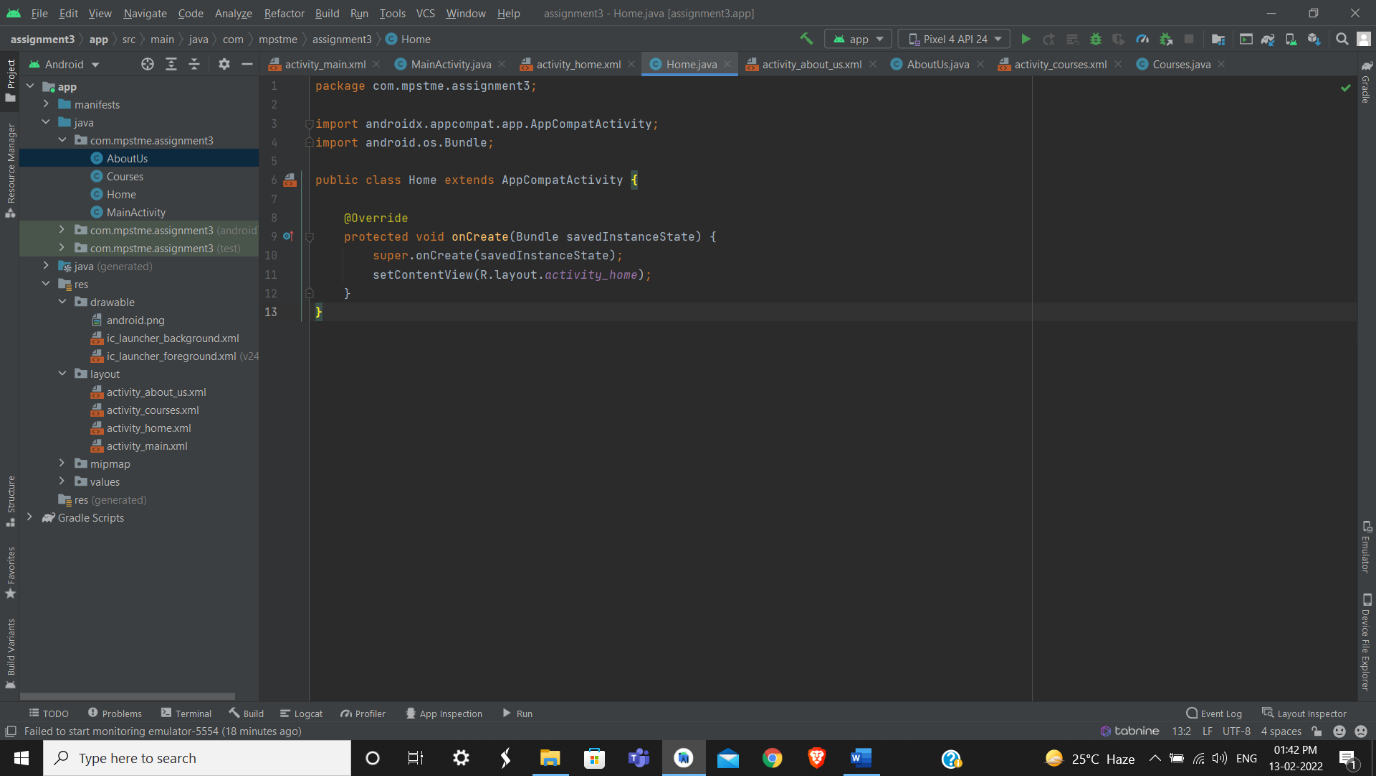 File Edit View Navigate Code Analyze Refactor Build Run Tools VCS Window Help assignment3 - Home.java [assignment3.app]
assignment3 app src main java com mpstme assignment3 Home app Pixel 4 API 24
Android
activity_main.xml MainActivity.java activity_home.xml Home.java activity_about_us.xml AboutUs.java activity_courses.xml Courses.java
Project
Resource Manager
Structure
Favorites
Build Variants
app
manifests
java
com.mpstme.assignment3
AboutUs
Courses
Home
MainActivity
com.mpstme.assignment3 (android
com.mpstme.assignment3 (test)
java (generated)
res
drawable
android.png
ic_launcher_background.xml
ic_launcher_foreground.xml (v24
layout
activity_about_us.xml
activity_courses.xml
activity_home.xml
activity_main.xml
mipmap
values
res (generated)
Gradle Scripts
1 package com.mpstme.assignment3;
2
3 import androidx.appcompat.app.AppCompatActivity;
4 import android.os.Bundle;
5
6 public class Home extends AppCompatActivity {
7
8 @Override
9 protected void onCreate(Bundle savedInstanceState) {
10 super.onCreate(savedInstanceState);
11 setContentView(R.layout.activity_home);
12 }
13 }
Gradle
Emulator
Device File Explorer
TODO Problems Terminal Build Logcat Profiler App Inspection Run Event Log Layout Inspector
Failed to start monitoring emulator-5554 (18 minutes ago) tabnine 13:2 LF UTF-8 4 spaces
Type here to search 25°C Haze ENG 01:42 PM
13-02-2022
1